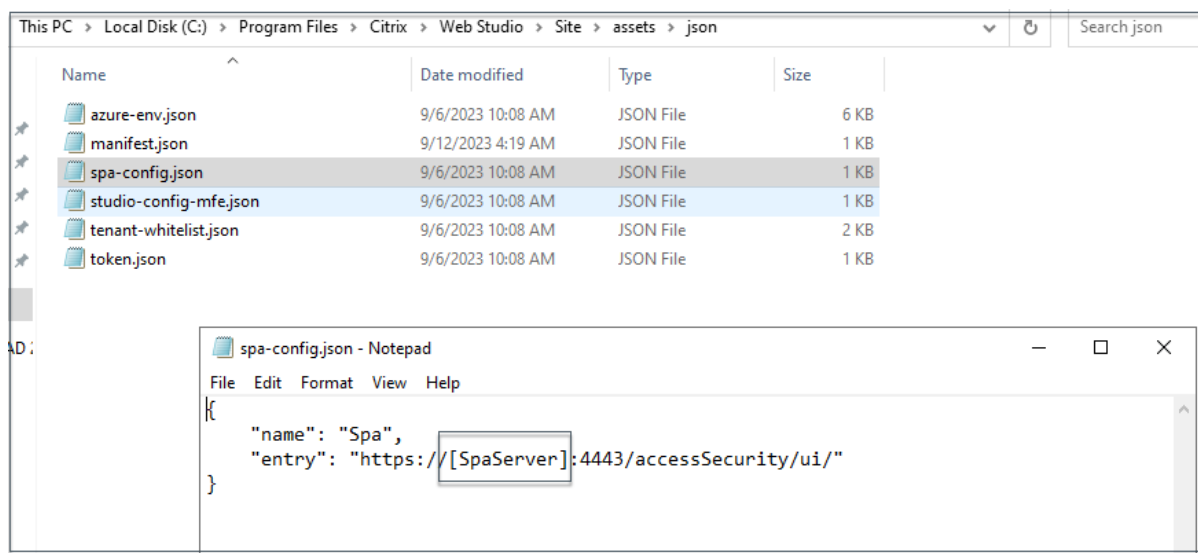 This PC > Local Disk (C:) > Program Files > Citrix > Web Studio > Site > assets > json Search json
Name Date modified Type Size
azure-env.json 9/6/2023 10:08 AM JSON File 6 KB
manifest.json 9/12/2023 4:19 AM JSON File 1 KB
spa-config.json 9/6/2023 10:08 AM JSON File 1 KB
studio-config-mfe.json 9/6/2023 10:08 AM JSON File 1 KB
tenant-whitelist.json 9/6/2023 10:08 AM JSON File 2 KB
token.json 9/6/2023 10:08 AM JSON File 1 KB
spa-config.json - Notepad
File Edit Format View Help
{
"name": "Spa",
"entry": "https://[SpaServer]:4443/accessSecurity/ui/"
}